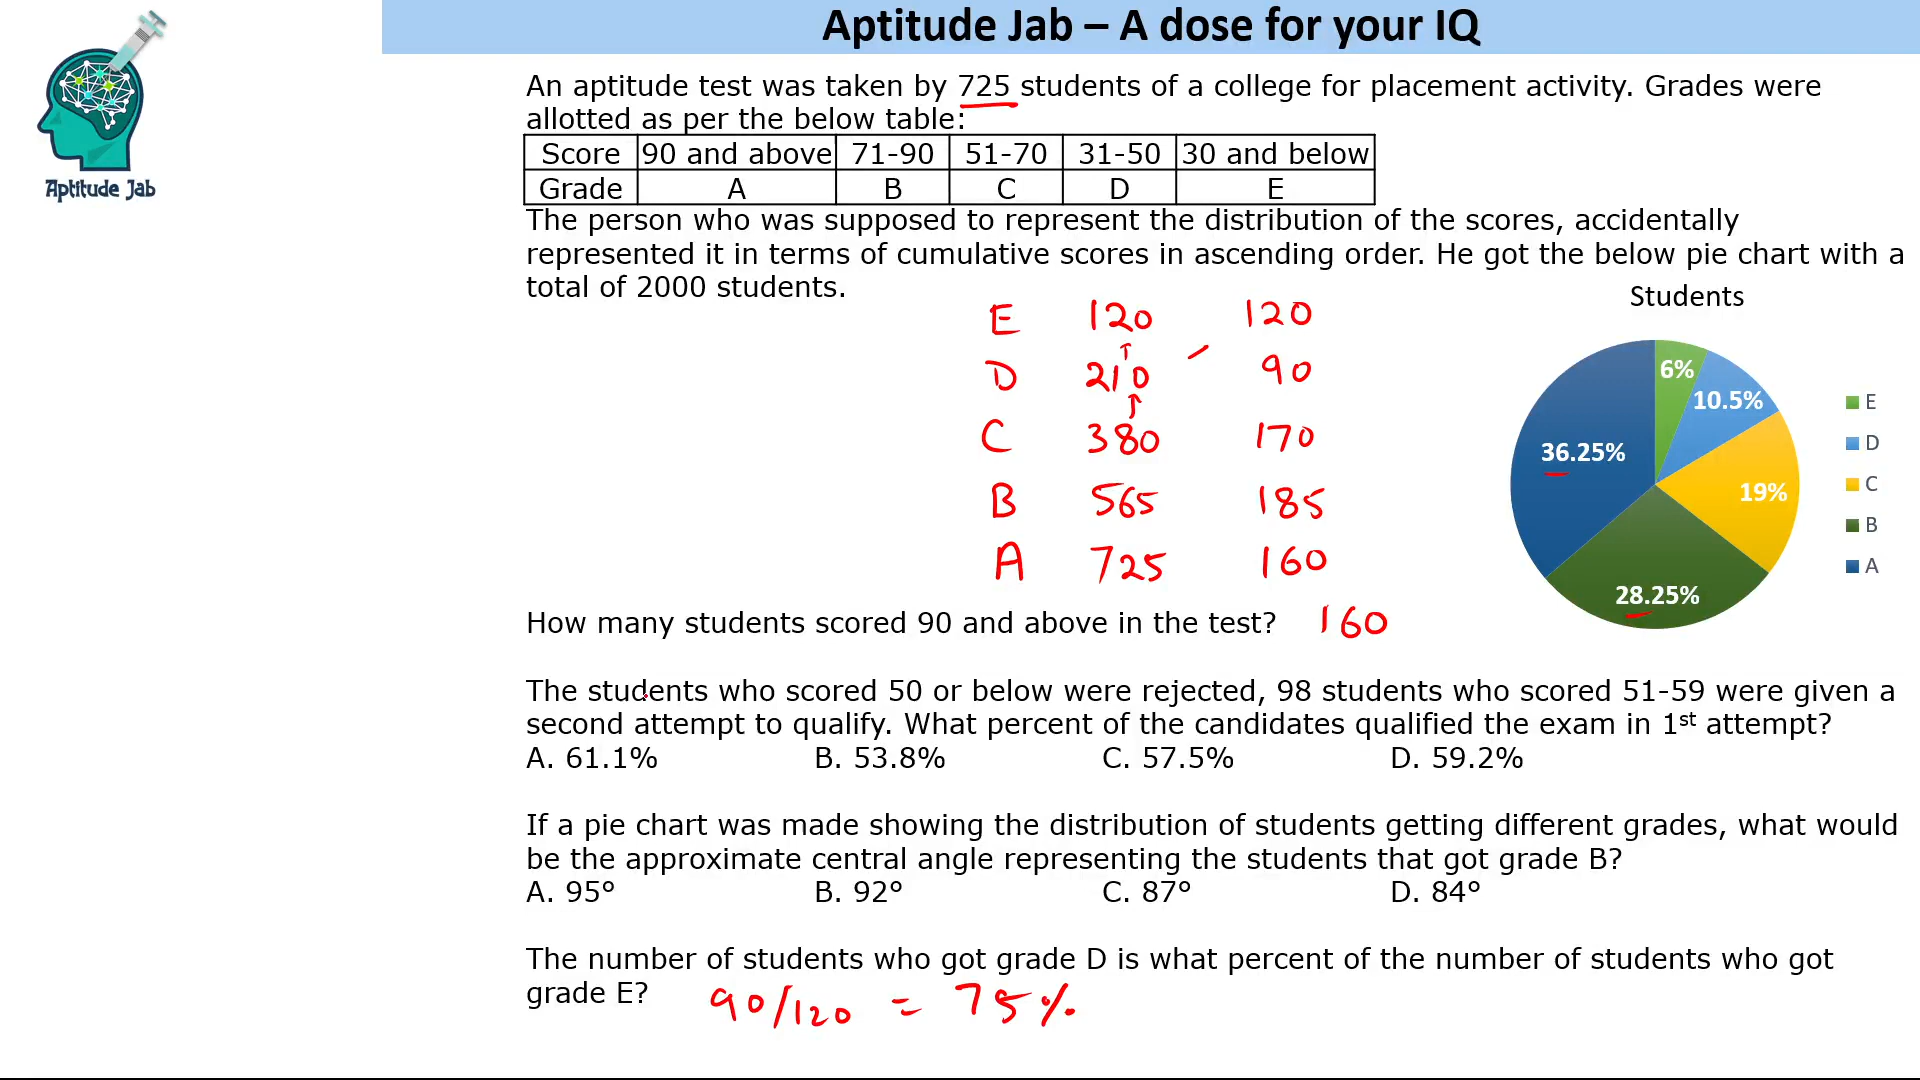 Aptitude Jab – A dose for your IQ
Aptitude Jab
An aptitude test was taken by 725 students of a college for placement activity. Grades were
allotted as per the below table:
Score 90 and above 71-90 51-70 31-50 30 and below
Grade A B C D E
The person who was supposed to represent the distribution of the scores, accidentally
represented it in terms of cumulative scores in ascending order. He got the below pie chart with a
total of 2000 students.
E 120 120
D 210 90
C 380 170
B 565 185
A 725 160
Students
6%
10.5%
19%
28.25%
36.25%
E
D
C
B
A
How many students scored 90 and above in the test? 160
The students who scored 50 or below were rejected, 98 students who scored 51-59 were given a
second attempt to qualify. What percent of the candidates qualified the exam in 1st attempt?
A. 61.1% B. 53.8% C. 57.5% D. 59.2%
If a pie chart was made showing the distribution of students getting different grades, what would
be the approximate central angle representing the students that got grade B?
A. 95° B. 92° C. 87° D. 84°
The number of students who got grade D is what percent of the number of students who got
grade E? 90/120 = 75%